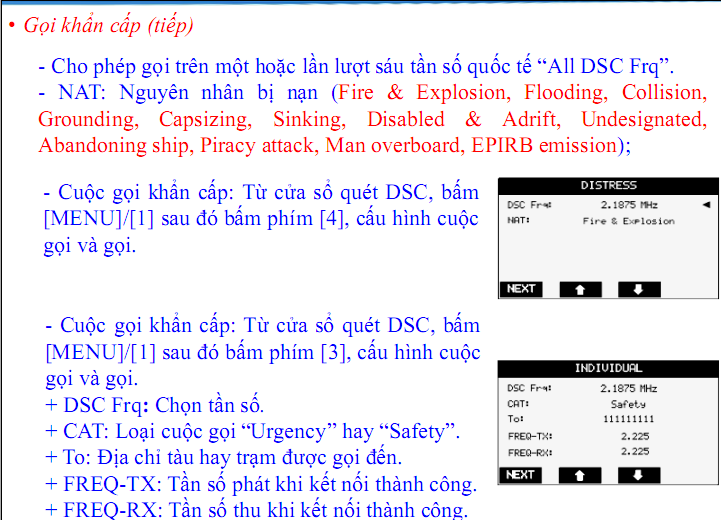 • Gọi khẩn cấp (tiếp)
- Cho phép gọi trên một hoặc lần lượt sáu tần số quốc tế “All DSC Frq”.
- NAT: Nguyên nhân bị nạn (Fire & Explosion, Flooding, Collision,
Grounding, Capsizing, Sinking, Disabled & Adrift, Undesignated,
Abandoning ship, Piracy attack, Man overboard, EPIRB emission);
- Cuộc gọi khẩn cấp: Từ cửa sổ quét DSC, bấm
[MENU]/[1] sau đó bấm phím [4], cấu hình cuộc
gọi và gọi.
DISTRESS
DSC Frq: 2.1875 MHz ◄
NAT: Fire & Explosion
NEXT ⬆ ⬇
- Cuộc gọi khẩn cấp: Từ cửa sổ quét DSC, bấm
[MENU]/[1] sau đó bấm phím [3], cấu hình cuộc
gọi và gọi.
+ DSC Frq: Chọn tần số.
+ CAT: Loại cuộc gọi “Urgency” hay “Safety”.
+ To: Địa chỉ tàu hay trạm được gọi đến.
+ FREQ-TX: Tần số phát khi kết nối thành công.
+ FREQ-RX: Tần số thu khi kết nối thành công.
INDIVIDUAL
DSC Frq: 2.1875 MHz
CAT: Safety
To: 111111111
FREQ-TX: 2.225
FREQ-RX: 2.225
NEXT ⬆ ⬇